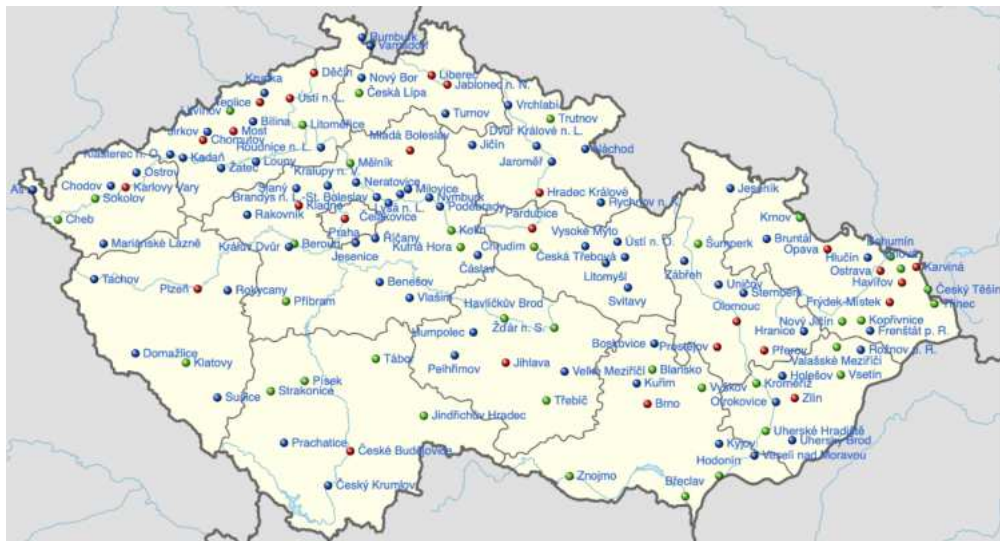 Rumburk
Varnsdorf
Děčín
Nový Bor
Liberec
Jablonec n. N.
Krupka
Česká Lípa
Teplice
Ústí n. L.
Vrchlabí
Litvínov
Bílina
Litoměřice
Turnov
Trutnov
Jirkov
Most
Mladá Boleslav
Dvůr Králové n. L.
Chomutov
Roudnice n. L.
Jičín
Náchod
Klášterec n. O.
Kadaň
Louny
Mělník
Jaroměř
Ostrov
Žatec
Kralupy n. V.
Aš
Chodov
Karlovy Vary
Slaný
Neratovice
Milovice
Jeseník
Sokolov
Brandýs n. L.-St. Boleslav
Nymburk
Hradec Králové
Kladno
Lysá n. L.
Poděbrady
Rychnov n. K.
Cheb
Rakovník
Čelákovice
Pardubice
Krnov
Praha
Kolín
Vysoké Mýto
Mariánské Lázně
Králův Dvůr
Beroun
Říčany
Kutná Hora
Chrudim
Ústí n. O.
Šumperk
Bruntál
Bohumín
Jesenice
Čáslav
Česká Třebová
Opava
Hlučín
Karviná
Tachov
Benešov
Litomyšl
Zábřeh
Ostrava
Havířov
Plzeň
Rokycany
Příbram
Vlašim
Svitavy
Uničov
Šternberk
Český Těšín
Havlíčkův Brod
Olomouc
Frýdek-Místek
Třinec
Humpolec
Žďár n. S.
Nový Jičín
Kopřivnice
Domažlice
Boskovice
Prostějov
Hranice
Frenštát p. R.
Klatovy
Tábor
Pelhřimov
Jihlava
Přerov
Rožnov p. R.
Velké Meziříčí
Blansko
Valašské Meziříčí
Písek
Kuřim
Vyškov
Kroměříž
Holešov
Vsetín
Sušice
Strakonice
Třebíč
Brno
Otrokovice
Zlín
Jindřichův Hradec
Uherské Hradiště
Prachatice
Kyjov
Uherský Brod
České Budějovice
Veselí nad Moravou
Hodonín
Český Krumlov
Znojmo
Břeclav